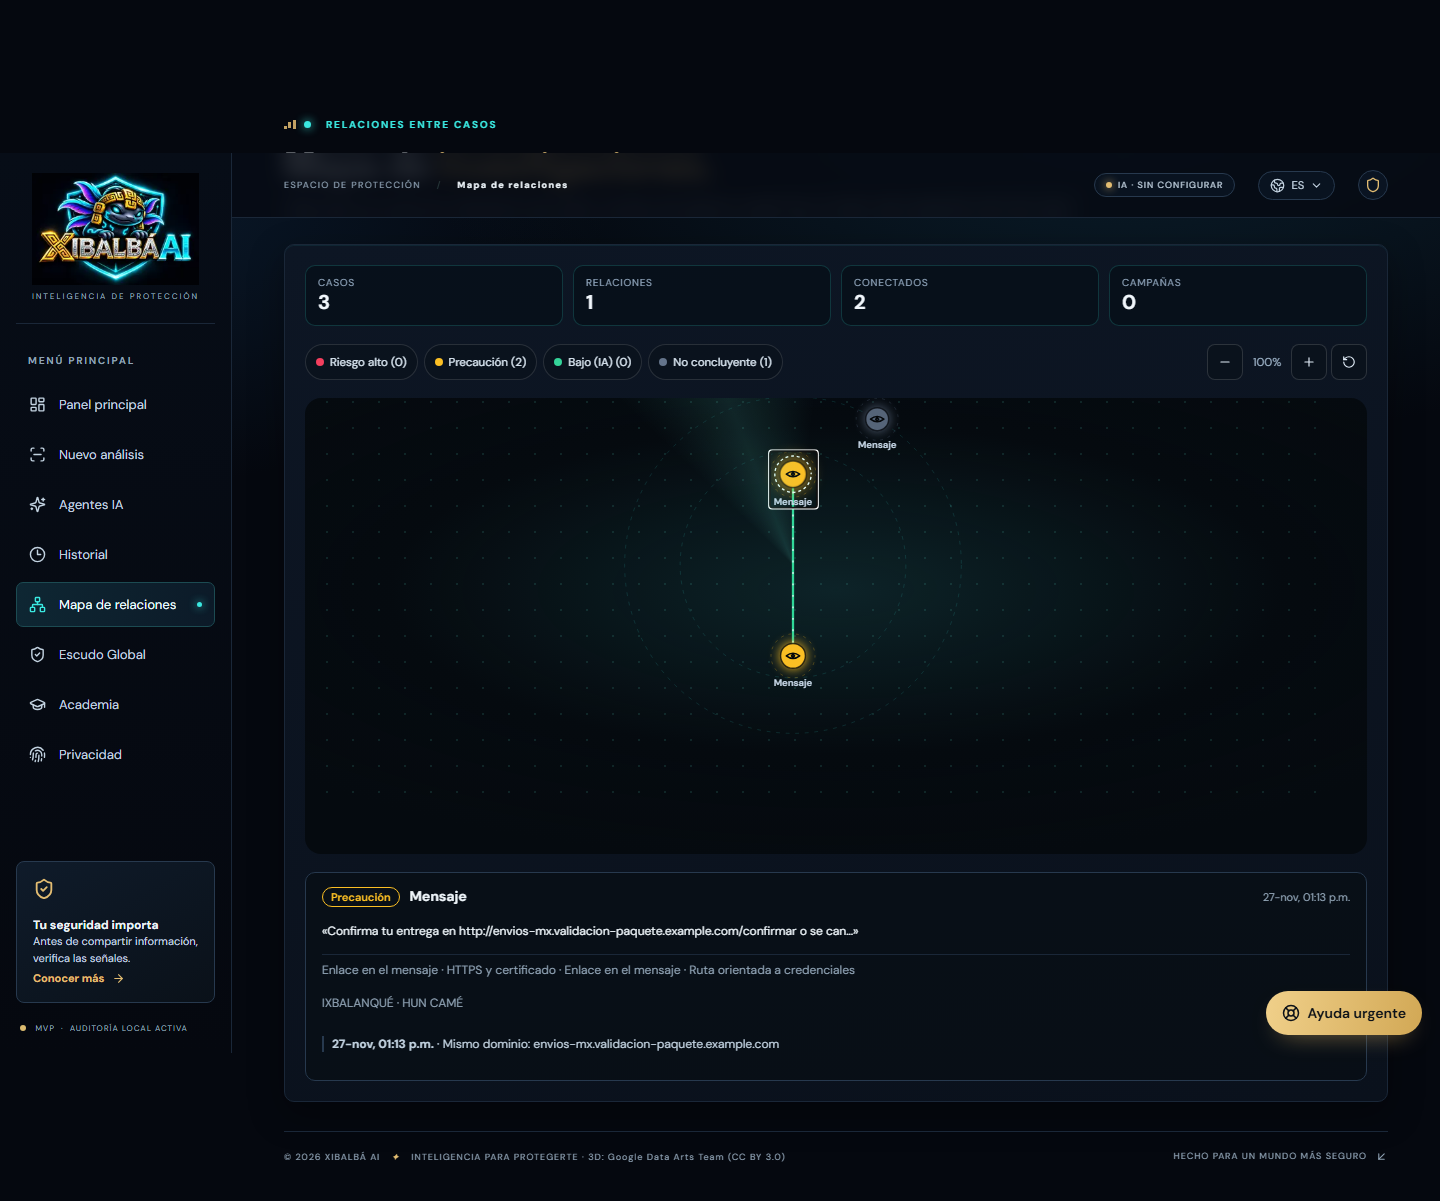 RELACIONES ENTRE CASOS
XIBALBÁ AI
INTELIGENCIA DE PROTECCIÓN
ESPACIO DE PROTECCIÓN / Mapa de relaciones
IA · SIN CONFIGURAR
ES
MENÚ PRINCIPAL
Panel principal
Nuevo análisis
Agentes IA
Historial
Mapa de relaciones
Escudo Global
Academia
Privacidad
Tu seguridad importa
Antes de compartir información,
verifica las señales.
Conocer más →
MVP · AUDITORÍA LOCAL ACTIVA
CASOS
3
RELACIONES
1
CONECTADOS
2
CAMPAÑAS
0
Riesgo alto (0)
Precaución (2)
Bajo (IA) (0)
No concluyente (1)
− 100% +
Mensaje
Mensaje
Mensaje
Precaución Mensaje
27-nov, 01:13 p.m.
«Confirma tu entrega en http://envios-mx.validacion-paquete.example.com/confirmar o se can...»
Enlace en el mensaje · HTTPS y certificado · Enlace en el mensaje · Ruta orientada a credenciales
IXBALANQUÉ · HUN CAMÉ
27-nov, 01:13 p.m. · Mismo dominio: envios-mx.validacion-paquete.example.com
Ayuda urgente
© 2026 XIBALBÁ AI ✦ INTELIGENCIA PARA PROTEGERTE · 3D: Google Data Arts Team (CC BY 3.0)
HECHO PARA UN MUNDO MÁS SEGURO